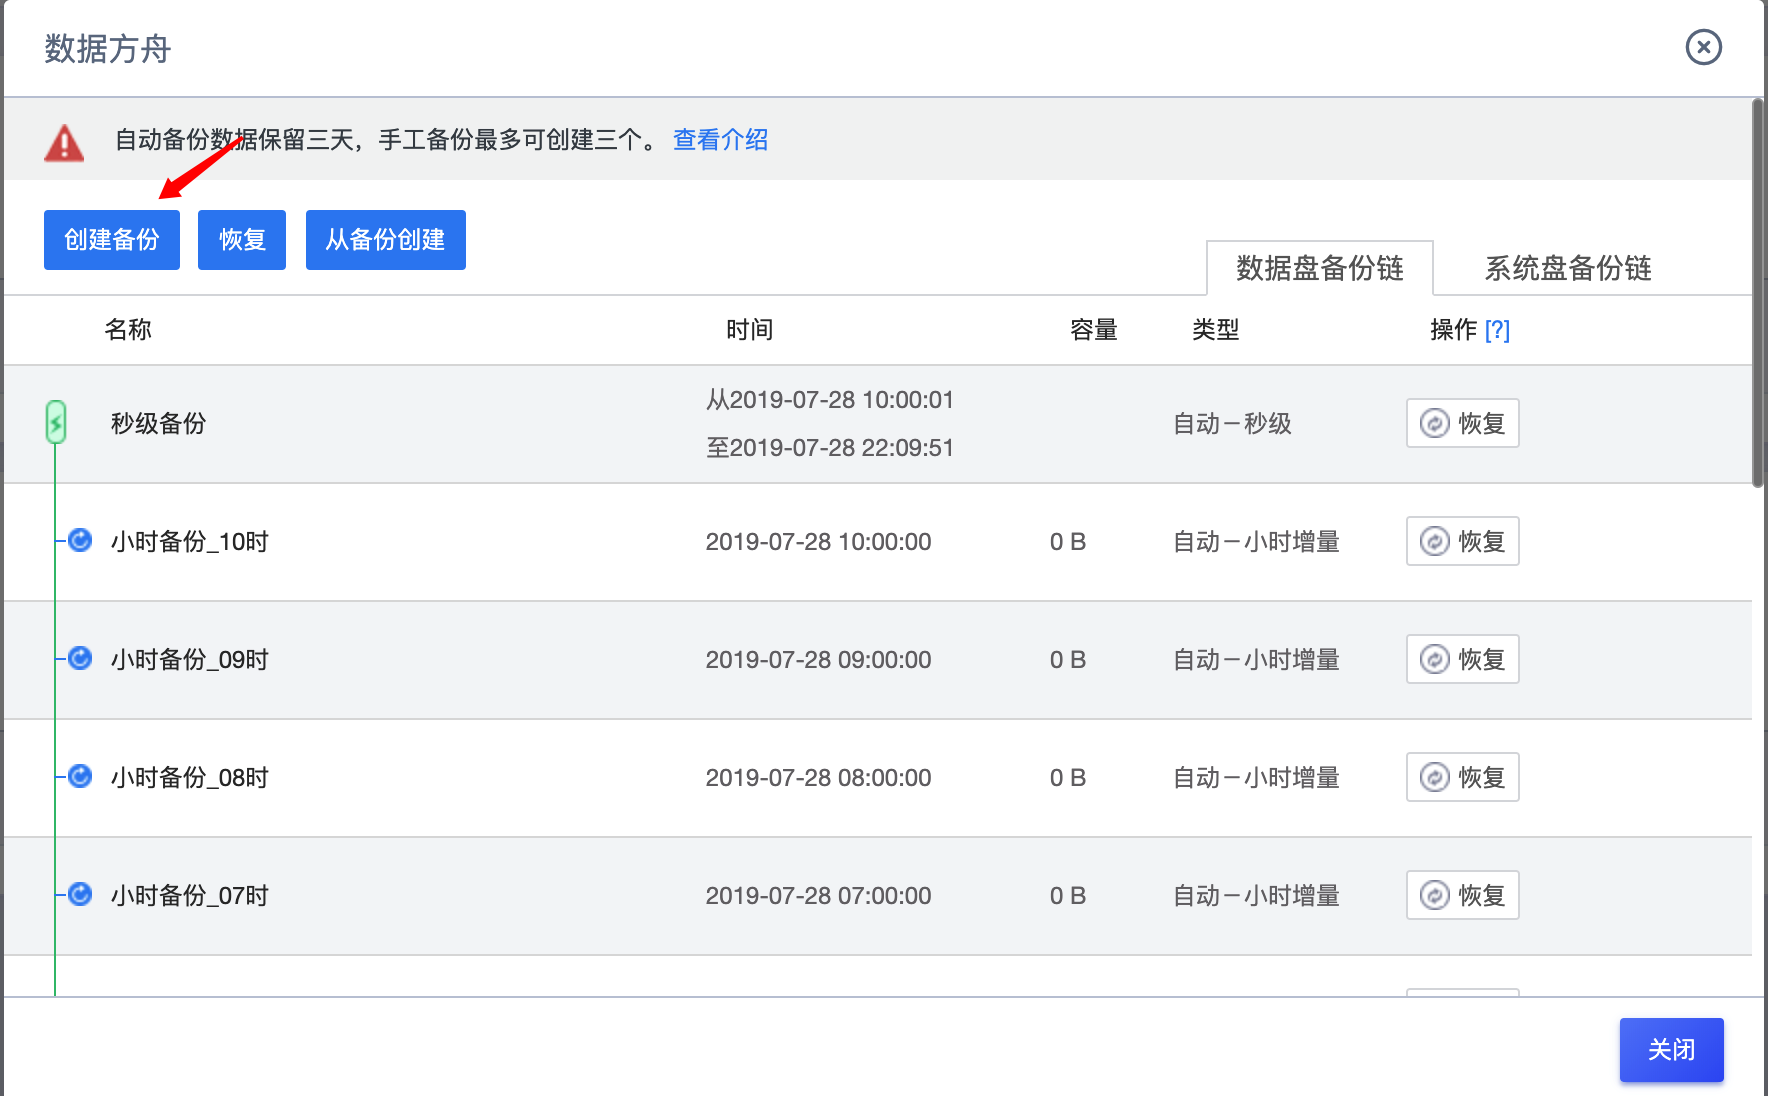 数据方舟
自动备份数据保留三天，手工备份最多可创建三个。 查看介绍
创建备份 恢复 从备份创建
数据盘备份链 系统盘备份链
名称 时间 容量 类型 操作 [?]
秒级备份 从2019-07-28 10:00:01 自动－秒级 恢复
至2019-07-28 22:09:51
小时备份_10时 2019-07-28 10:00:00 0 B 自动－小时增量 恢复
小时备份_09时 2019-07-28 09:00:00 0 B 自动－小时增量 恢复
小时备份_08时 2019-07-28 08:00:00 0 B 自动－小时增量 恢复
小时备份_07时 2019-07-28 07:00:00 0 B 自动－小时增量 恢复
关闭